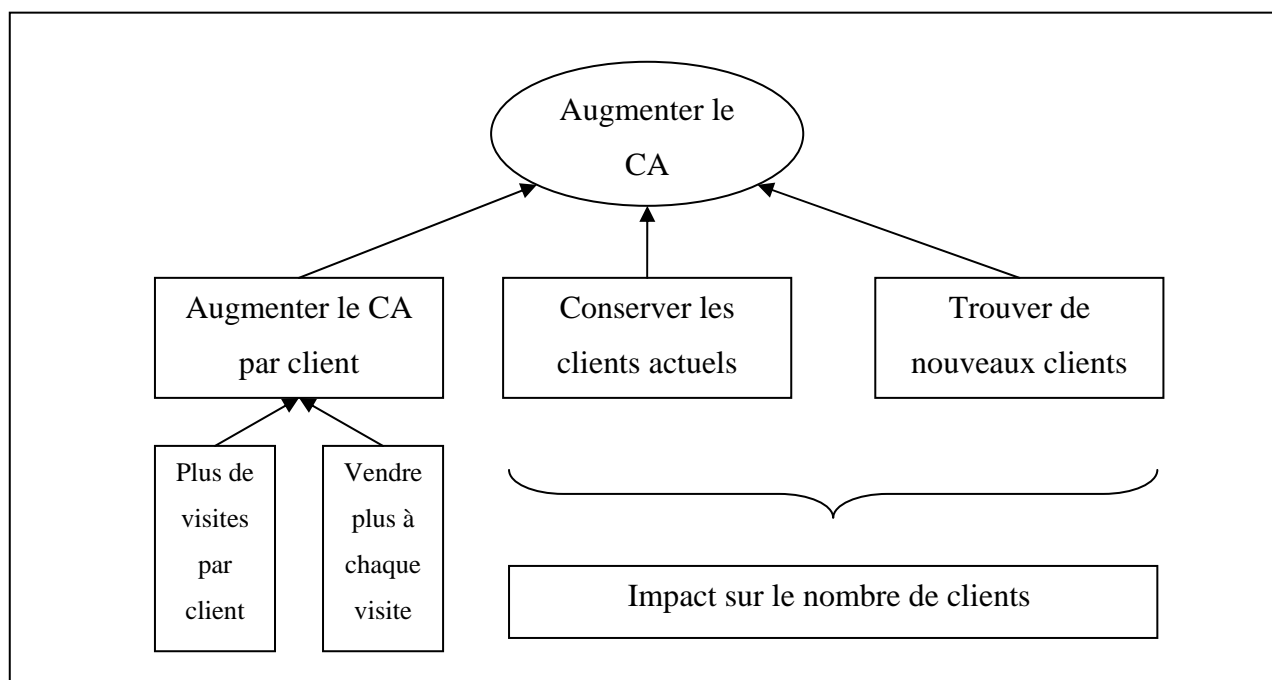 Augmenter le
CA
Augmenter le CA
par client
Conserver les
clients actuels
Trouver de
nouveaux clients
Plus de
visites
par
client
Vendre
plus à
chaque
visite
Impact sur le nombre de clients